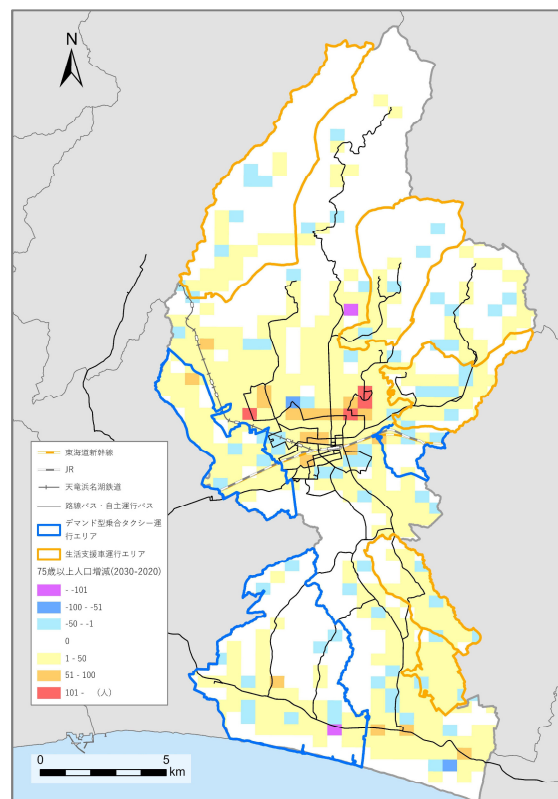 N
東海道新幹線
JR
天竜浜名湖鉄道
路線バス・自主運行バス
デマンド型乗合タクシー運
行エリア
生活支援車運行エリア
75歳以上人口増減(2030-2020)
- -101
-100 - -51
-50 - -1
0
1 - 50
51 - 100
101 - (人)
0 5
km